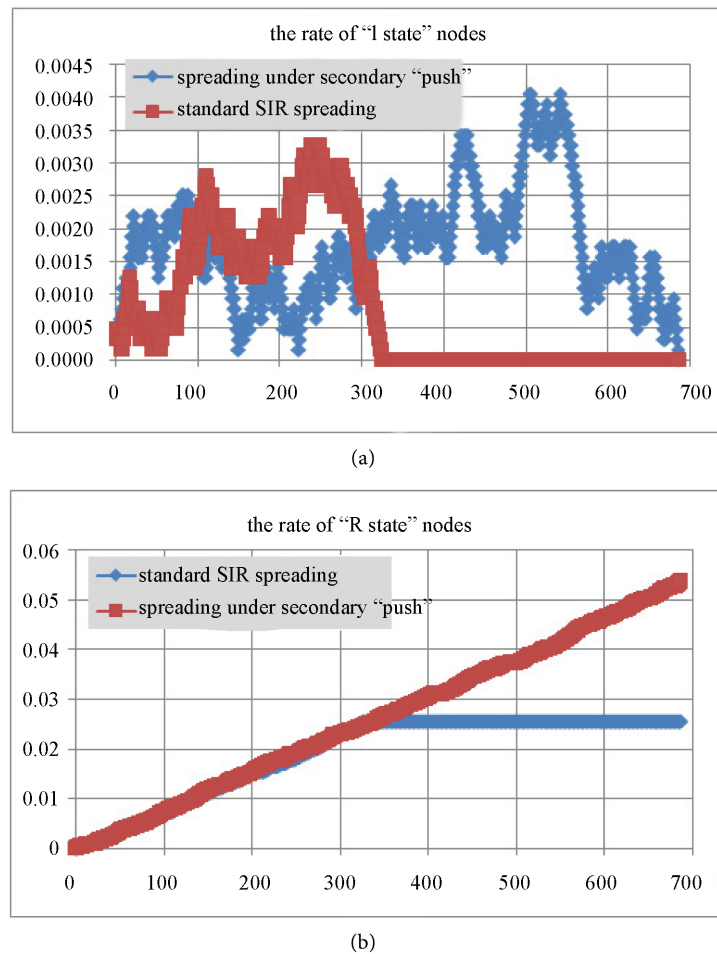 the rate of “l state” nodes
spreading under secondary “push”
standard SIR spreading
0.0045
0.0040
0.0035
0.0030
0.0025
0.0020
0.0015
0.0010
0.0005
0.0000
0 100 200 300 400 500 600 700
(a)
the rate of “R state” nodes
standard SIR spreading
spreading under secondary “push”
0.06
0.05
0.04
0.03
0.02
0.01
0
0 100 200 300 400 500 600 700
(b)